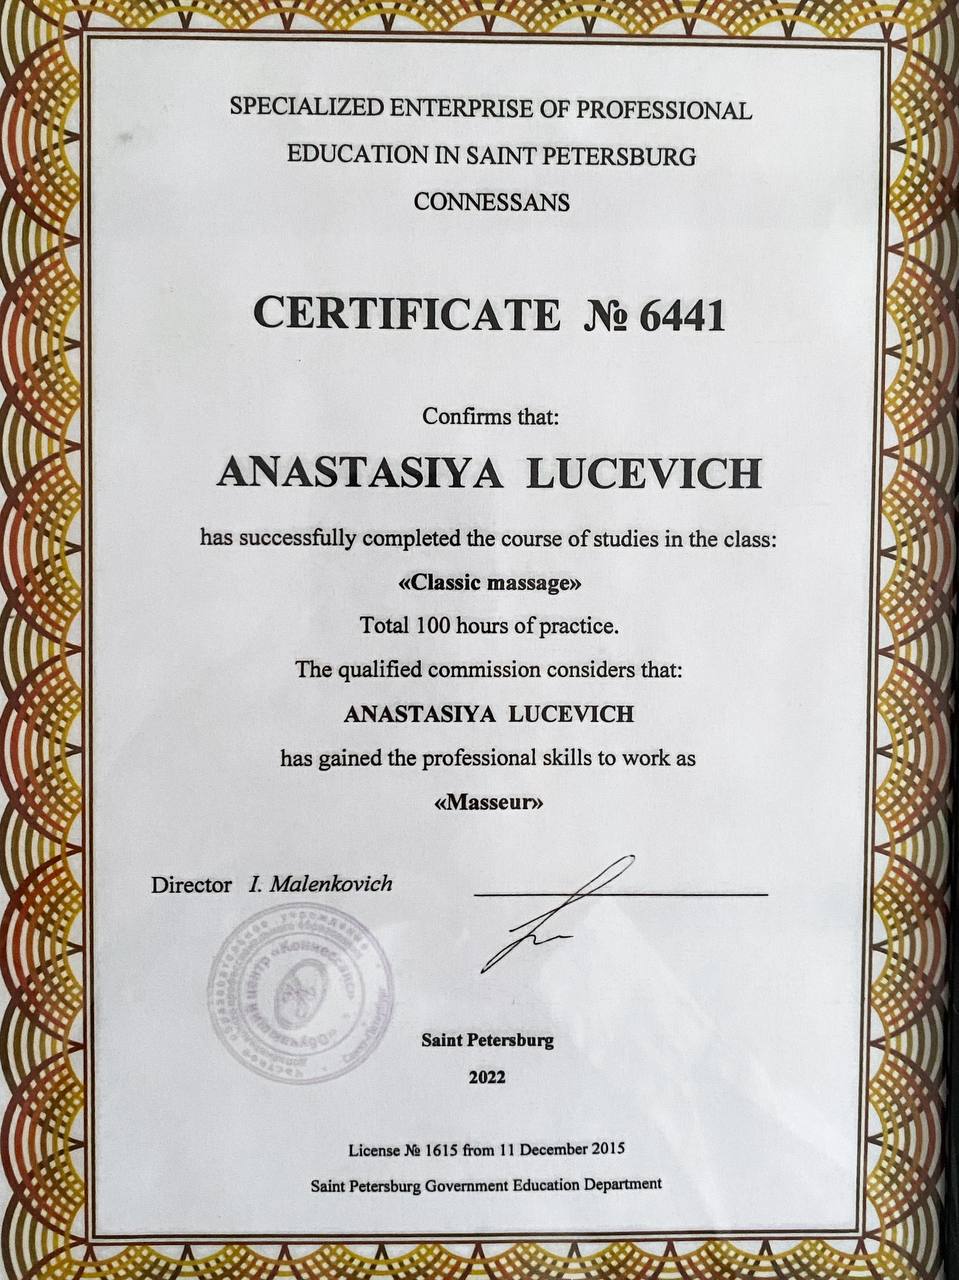 SPECIALIZED ENTERPRISE OF PROFESSIONAL
EDUCATION IN SAINT PETERSBURG
CONNESSANS
CERTIFICATE № 6441
Confirms that:
ANASTASIYA LUCEVICH
has successfully completed the course of studies in the class:
«Classic massage»
Total 100 hours of practice.
The qualified commission considers that:
ANASTASIYA LUCEVICH
has gained the professional skills to work as
«Masseur»
Director I. Malenkovich
Saint Petersburg
2022
License № 1615 from 11 December 2015
Saint Petersburg Government Education Department